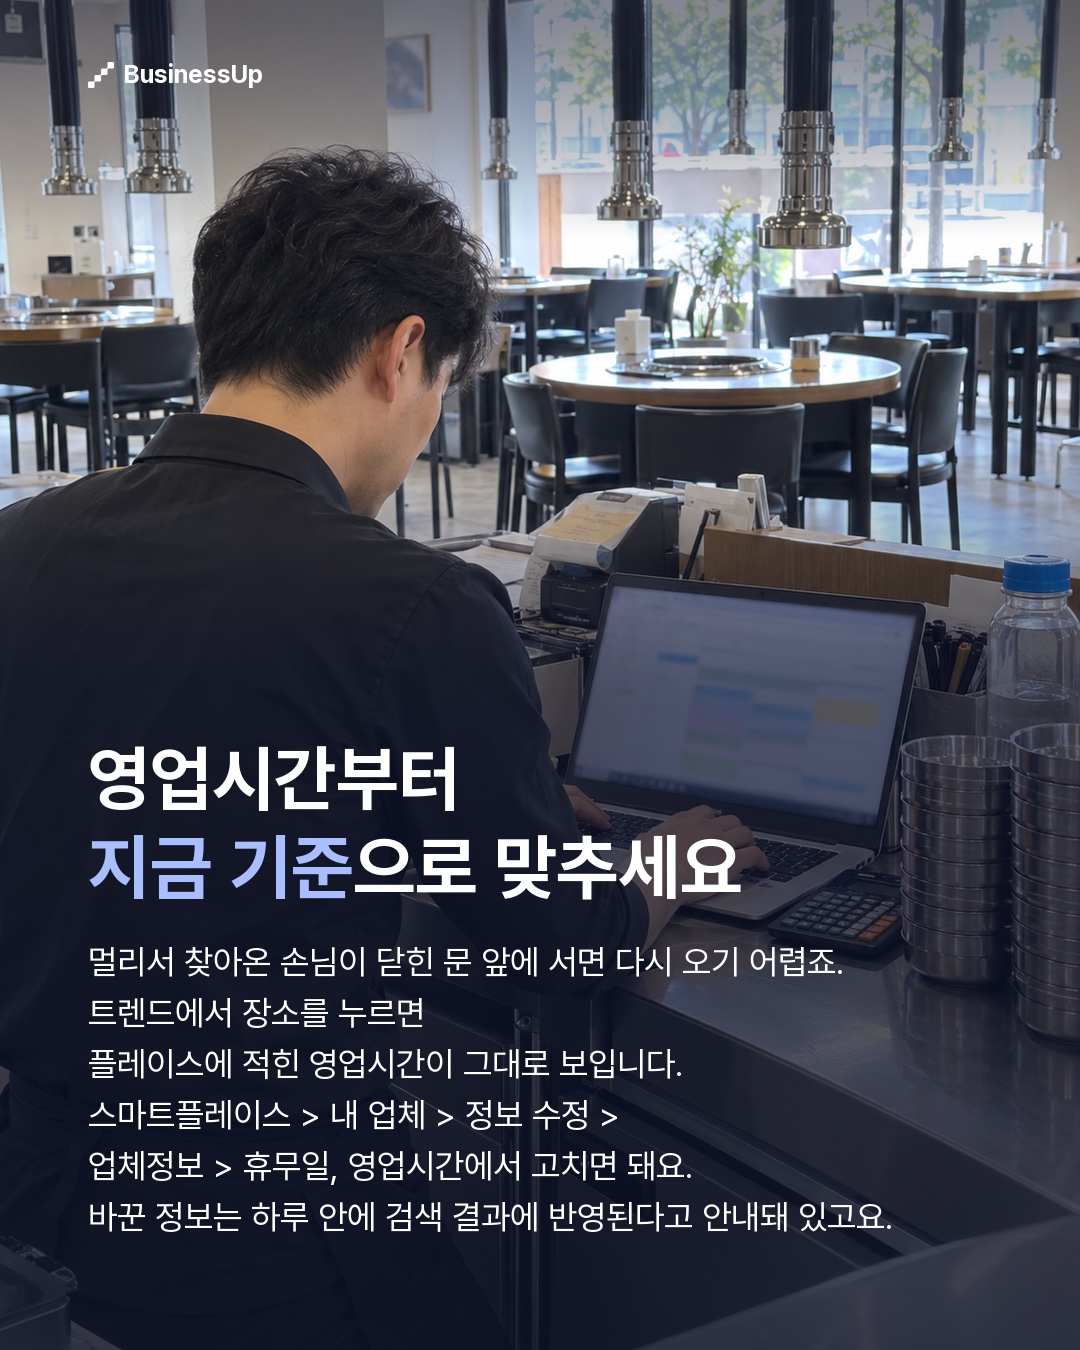 BusinessUp
영업시간부터
지금 기준으로 맞추세요
멀리서 찾아온 손님이 닫힌 문 앞에 서면 다시 오기 어렵죠.
트렌드에서 장소를 누르면
플레이스에 적힌 영업시간이 그대로 보입니다.
스마트플레이스 > 내 업체 > 정보 수정 >
업체정보 > 휴무일, 영업시간에서 고치면 돼요.
바꾼 정보는 하루 안에 검색 결과에 반영된다고 안내돼 있고요.